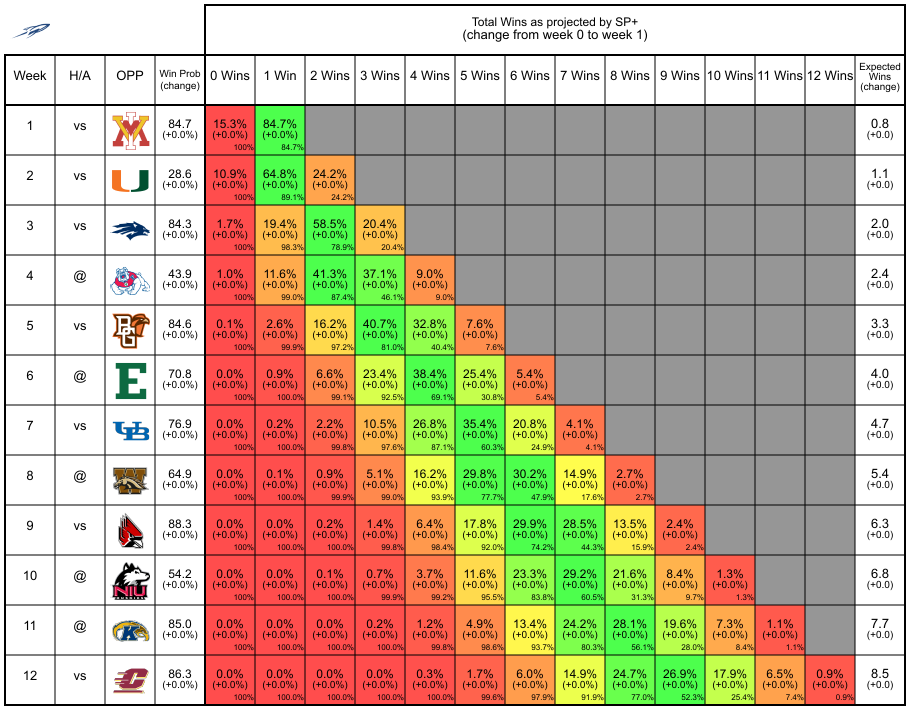 Total Wins as projected by SP+
(change from week 0 to week 1)
Week H/A OPP Win Prob (change) 0 Wins 1 Win 2 Wins 3 Wins 4 Wins 5 Wins 6 Wins 7 Wins 8 Wins 9 Wins 10 Wins 11 Wins 12 Wins Expected Wins (change)
1 vs VM 84.7 15.3% 84.7% 0.8
(+0.0%) (+0.0%) (+0.0%) (+0.0)
100% 84.7%
2 vs U 28.6 10.9% 64.8% 24.2% 1.1
(+0.0%) (+0.0%) (+0.0%) (+0.0%) (+0.0)
100% 89.1% 24.2%
3 vs 84.3 1.7% 19.4% 58.5% 20.4% 2.0
(+0.0%) (+0.0%) (+0.0%) (+0.0%) (+0.0%) (+0.0)
100% 98.3% 78.9% 20.4%
4 @ 43.9 1.0% 11.6% 41.3% 37.1% 9.0% 2.4
(+0.0%) (+0.0%) (+0.0%) (+0.0%) (+0.0%) (+0.0%) (+0.0)
100% 99.0% 87.4% 46.1% 9.0%
5 vs BG 84.6 0.1% 2.6% 16.2% 40.7% 32.8% 7.6% 3.3
(+0.0%) (+0.0%) (+0.0%) (+0.0%) (+0.0%) (+0.0%) (+0.0%) (+0.0)
100% 99.9% 97.2% 81.0% 40.4% 7.6%
6 @ E 70.8 0.0% 0.9% 6.6% 23.4% 38.4% 25.4% 5.4% 4.0
(+0.0%) (+0.0%) (+0.0%) (+0.0%) (+0.0%) (+0.0%) (+0.0%) (+0.0%) (+0.0)
100% 100.0% 99.1% 92.5% 69.1% 30.8% 5.4%
7 vs UB 76.9 0.0% 0.2% 2.2% 10.5% 26.8% 35.4% 20.8% 4.1% 4.7
(+0.0%) (+0.0%) (+0.0%) (+0.0%) (+0.0%) (+0.0%) (+0.0%) (+0.0%) (+0.0%) (+0.0)
100% 100.0% 99.8% 97.6% 87.1% 60.3% 24.9% 4.1%
8 @ W 64.9 0.0% 0.1% 0.9% 5.1% 16.2% 29.8% 30.2% 14.9% 2.7% 5.4
(+0.0%) (+0.0%) (+0.0%) (+0.0%) (+0.0%) (+0.0%) (+0.0%) (+0.0%) (+0.0%) (+0.0%) (+0.0)
100% 100.0% 99.9% 99.0% 93.9% 77.7% 47.9% 17.6% 2.7%
9 vs 88.3 0.0% 0.0% 0.2% 1.4% 6.4% 17.8% 29.9% 28.5% 13.5% 2.4% 6.3
(+0.0%) (+0.0%) (+0.0%) (+0.0%) (+0.0%) (+0.0%) (+0.0%) (+0.0%) (+0.0%) (+0.0%) (+0.0%) (+0.0)
100% 100.0% 100.0% 99.8% 98.4% 92.0% 74.2% 44.3% 15.9% 2.4%
10 @ NIU 54.2 0.0% 0.0% 0.1% 0.7% 3.7% 11.6% 23.3% 29.2% 21.6% 8.4% 1.3% 6.8
(+0.0%) (+0.0%) (+0.0%) (+0.0%) (+0.0%) (+0.0%) (+0.0%) (+0.0%) (+0.0%) (+0.0%) (+0.0%) (+0.0%) (+0.0)
100% 100.0% 100.0% 99.9% 99.2% 95.5% 83.8% 60.5% 31.3% 9.7% 1.3%
11 @ K 85.0 0.0% 0.0% 0.0% 0.2% 1.2% 4.9% 13.4% 24.2% 28.1% 19.6% 7.3% 1.1% 7.7
(+0.0%) (+0.0%) (+0.0%) (+0.0%) (+0.0%) (+0.0%) (+0.0%) (+0.0%) (+0.0%) (+0.0%) (+0.0%) (+0.0%) (+0.0%) (+0.0)
100% 100.0% 100.0% 100.0% 99.8% 98.6% 93.7% 80.3% 56.1% 28.0% 8.4% 1.1%
12 vs C 86.3 0.0% 0.0% 0.0% 0.0% 0.3% 1.7% 6.0% 14.9% 24.7% 26.9% 17.9% 6.5% 0.9% 8.5
(+0.0%) (+0.0%) (+0.0%) (+0.0%) (+0.0%) (+0.0%) (+0.0%) (+0.0%) (+0.0%) (+0.0%) (+0.0%) (+0.0%) (+0.0%) (+0.0%) (+0.0)
100% 100.0% 100.0% 100.0% 100.0% 99.6% 97.9% 91.9% 77.0% 52.3% 25.4% 7.4% 0.9%